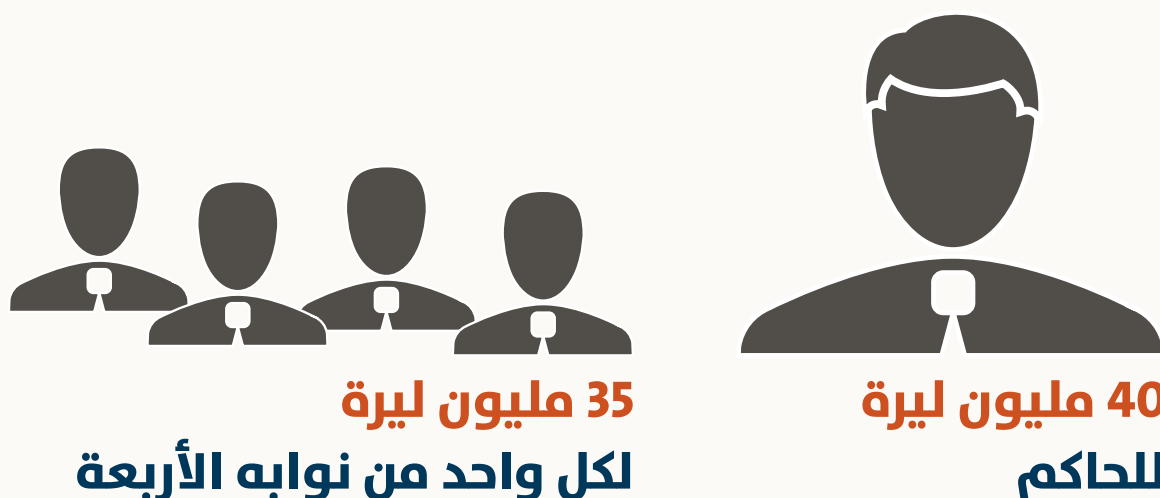 40 مليون ليرة
للحاكم
35 مليون ليرة
لكل واحد من نوابه الأربعة